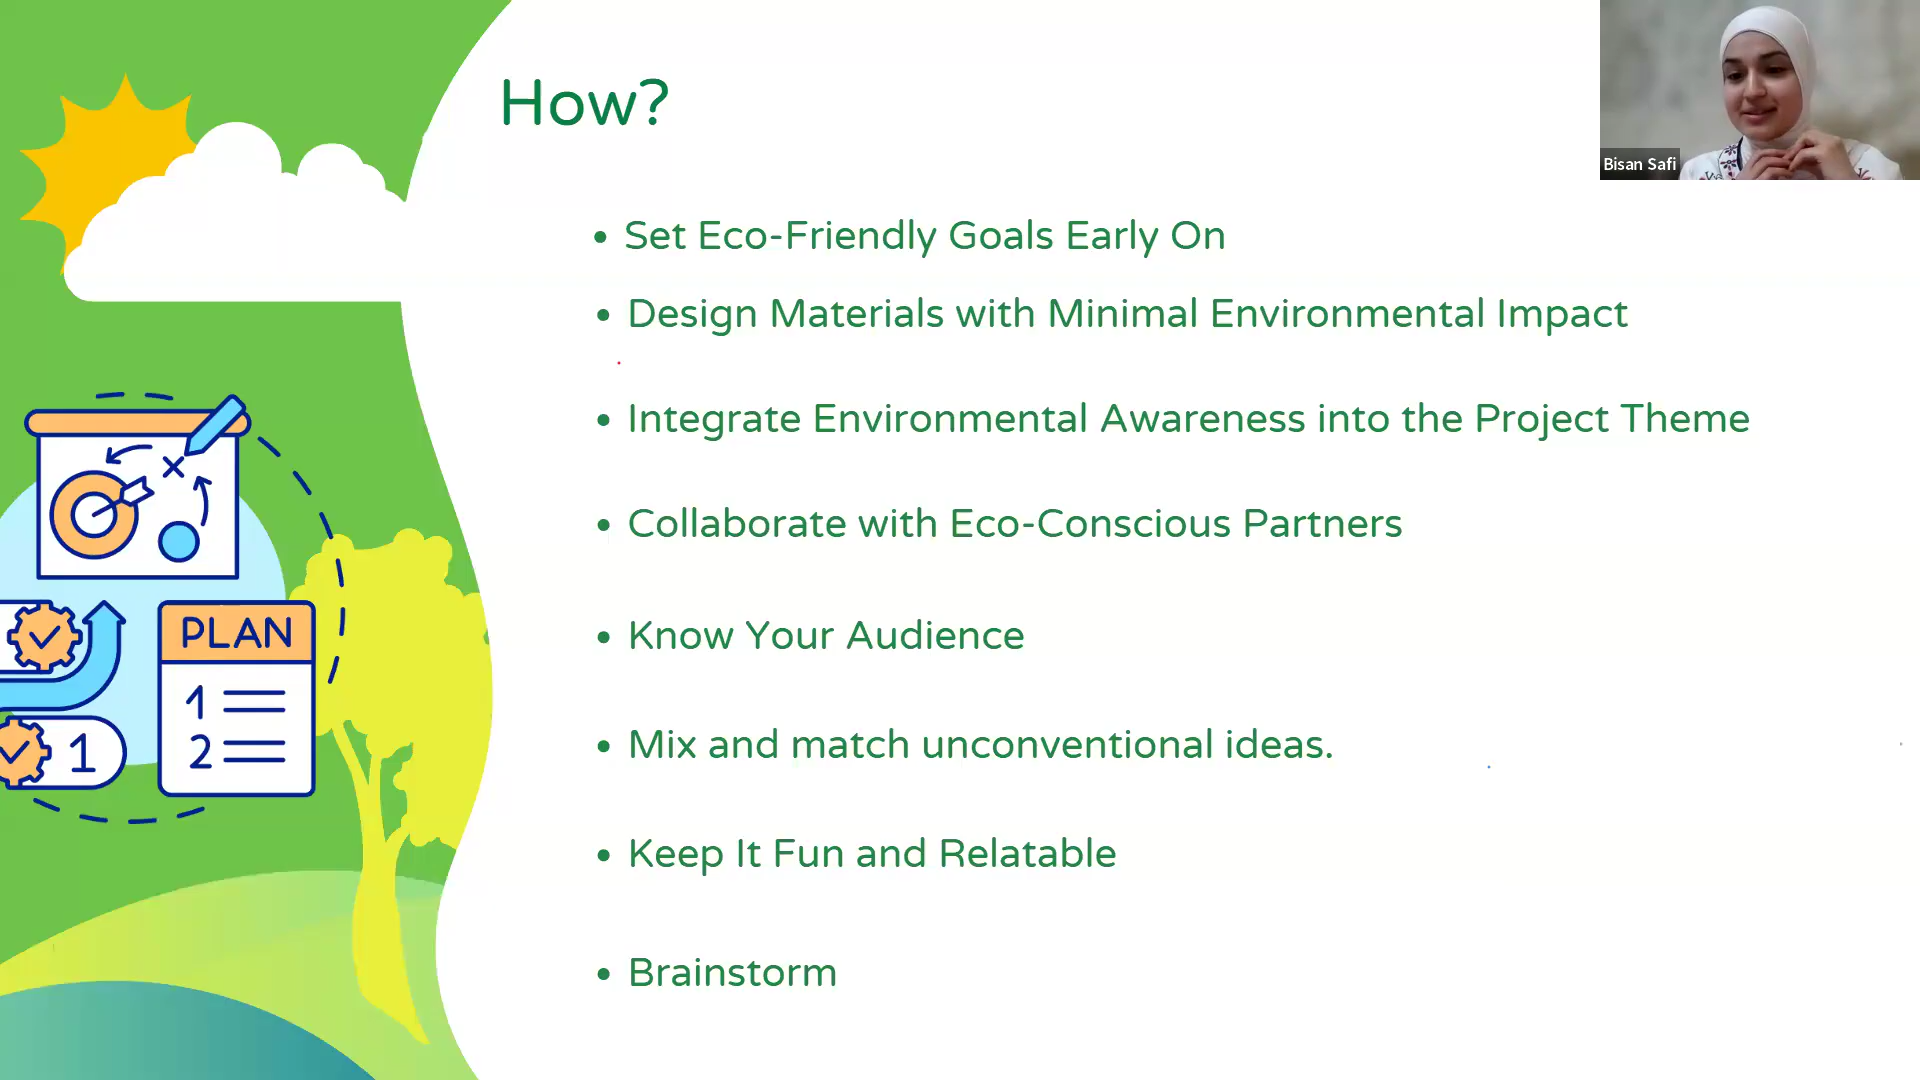 How?
Bisan Safi
• Set Eco-Friendly Goals Early On
• Design Materials with Minimal Environmental Impact
• Integrate Environmental Awareness into the Project Theme
• Collaborate with Eco-Conscious Partners
• Know Your Audience
• Mix and match unconventional ideas.
• Keep It Fun and Relatable
• Brainstorm
PLAN
1
2
1